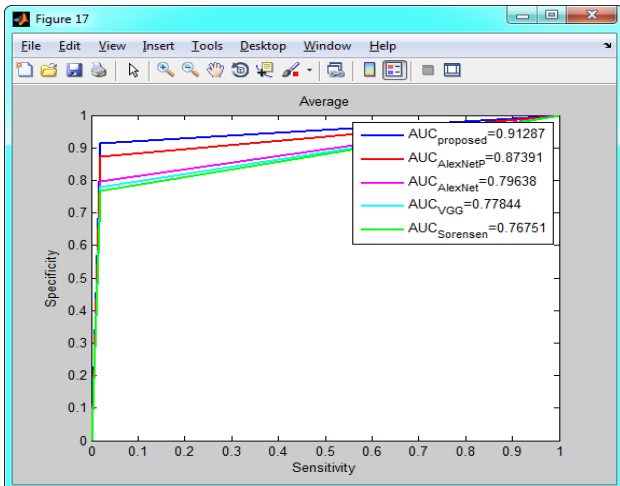 Figure 17
File Edit View Insert Tools Desktop Window Help
Average
AUCproposed=0.91287
AUCAlexNetP=0.87391
AUCAlexNet=0.79638
AUCVGG=0.77844
AUCSorensen=0.76751
Specificity
1
0.9
0.8
0.7
0.6
0.5
0.4
0.3
0.2
0.1
0
0 0.1 0.2 0.3 0.4 0.5 0.6 0.7 0.8 0.9 1
Sensitivity